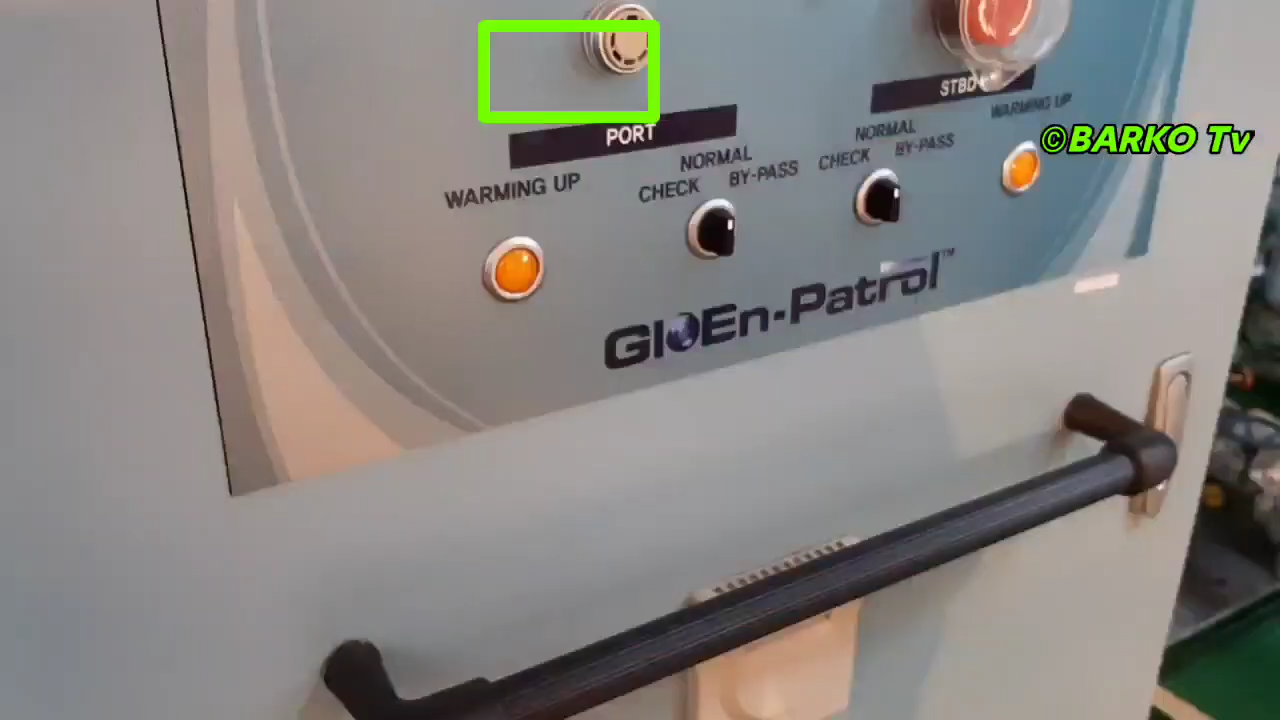 STBD
PORT
WARMING UP
NORMAL
CHECK
BY-PASS
NORMAL
CHECK
BY-PASS
WARMING UP
©BARKO Tv
GloEn-Patrol™